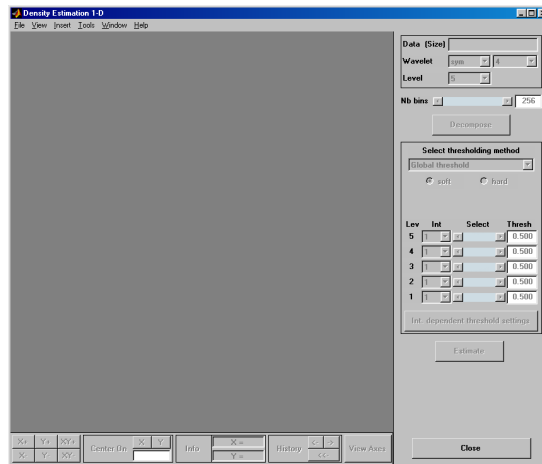 Density Estimation 1-D
File View Insert Tools Window Help
Data (Size)
Wavelet sym 4
Level 5
Nb bins 256
Decompose
Select thresholding method
Global threshold
soft hard
Lev Int Select Thresh
5 1 0.500
4 1 0.500
3 1 0.500
2 1 0.500
1 1 0.500
Int. dependent threshold settings
Estimate
X+ Y+ XY+
X- Y- XY-
Center On X Y
Info X = Y =
History <- -> <<-
View Axes
Close